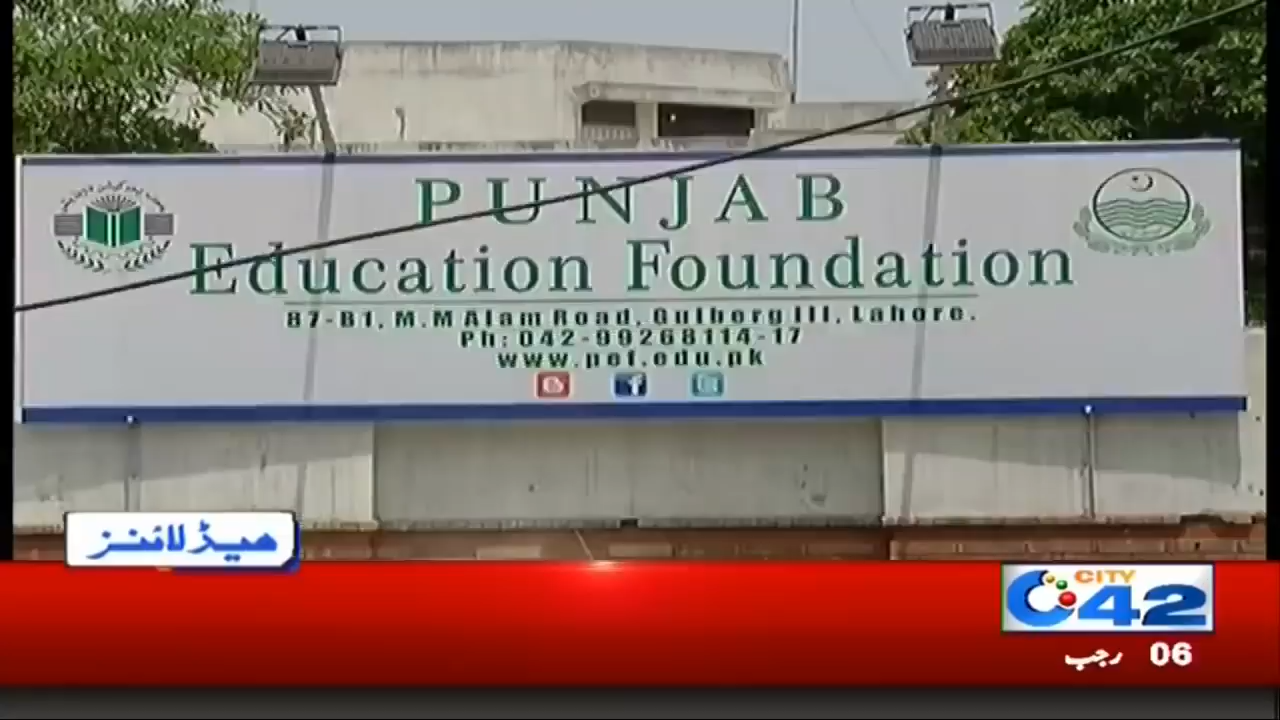 PUNJAB
Education Foundation
87-B1, M.M Alam Road, Gulberg III, Lahore.
Ph: 042-99268114-17
www.pef.edu.pk
ہیڈلائنز
CITY
42
06 رجب